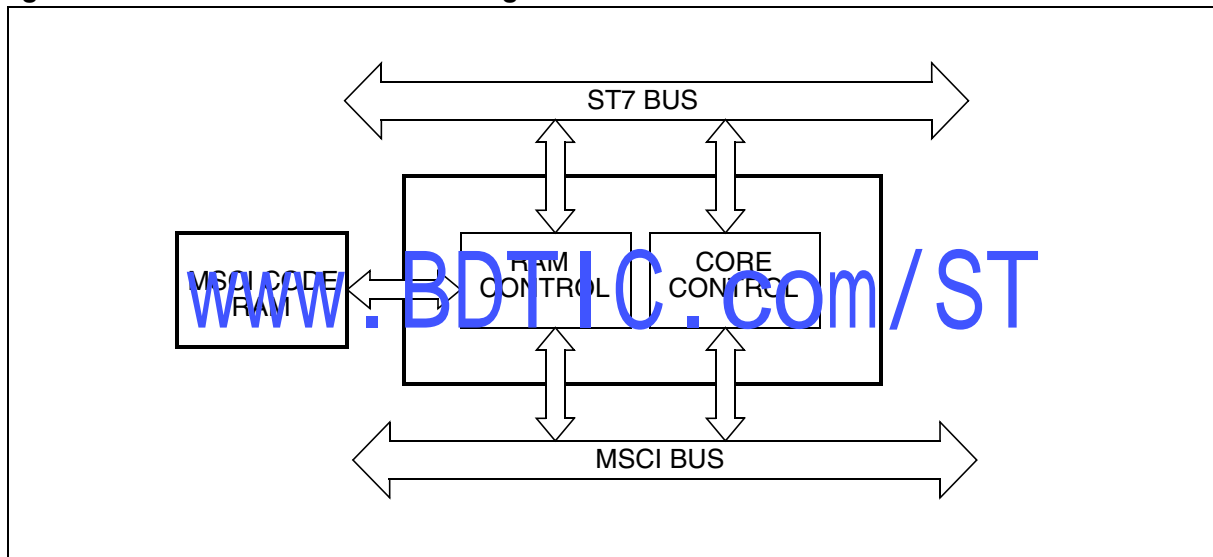 ST7 BUS
MSCI CODE
RAM
RAM
CONTROL
CORE
CONTROL
www.BDTIC.com/ST
MSCI BUS